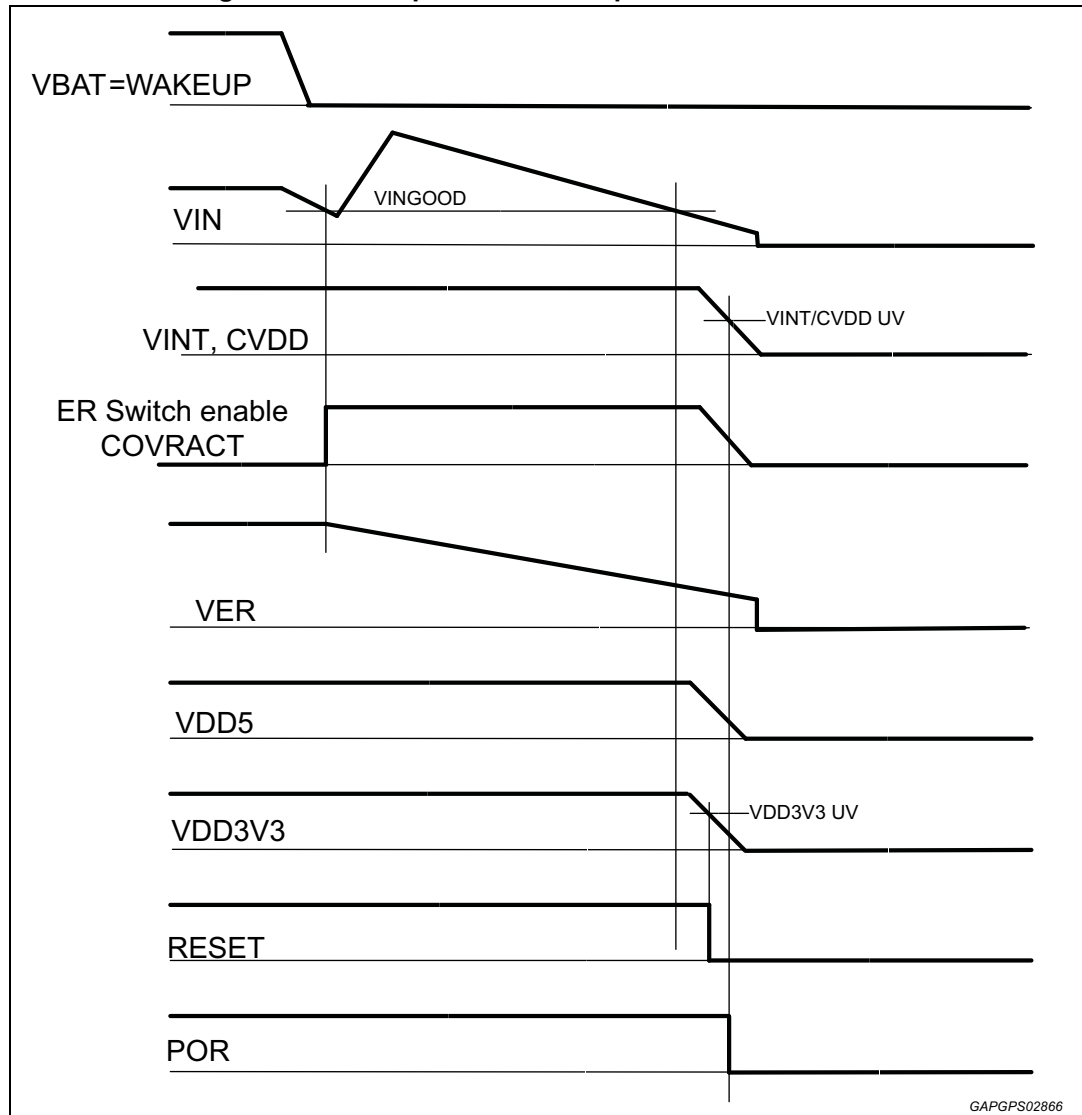 VBAT=WAKEUP
VINGOOD
VIN
VINT/CVDD UV
VINT, CVDD
ER Switch enable
COVRACT
VER
VDD5
VDD3V3 UV
VDD3V3
RESET
POR
GAPGPS02866